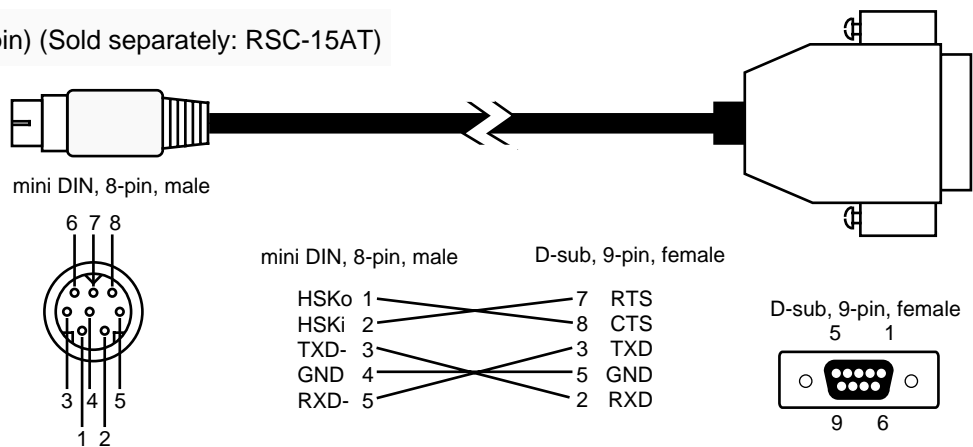 (Sold separately: RSC-15AT)
mini DIN, 8-pin, male
6 7 8
3 4 5
1 2
mini DIN, 8-pin, male D-sub, 9-pin, female
HSKo 1 7 RTS
HSKi 2 8 CTS
TXD- 3 3 TXD
GND 4 5 GND
RXD- 5 2 RXD
D-sub, 9-pin, female
5 1
9 6